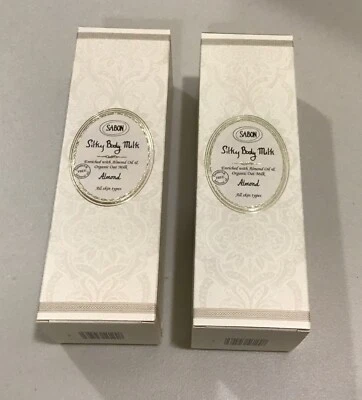 SABON
Silky Body Milk
Enriched with Almond Oil &
Organic Oat Milk
Almond
All skin types
SABON
Silky Body Milk
Enriched with Almond Oil &
Organic Oat Milk
Almond
All skin types